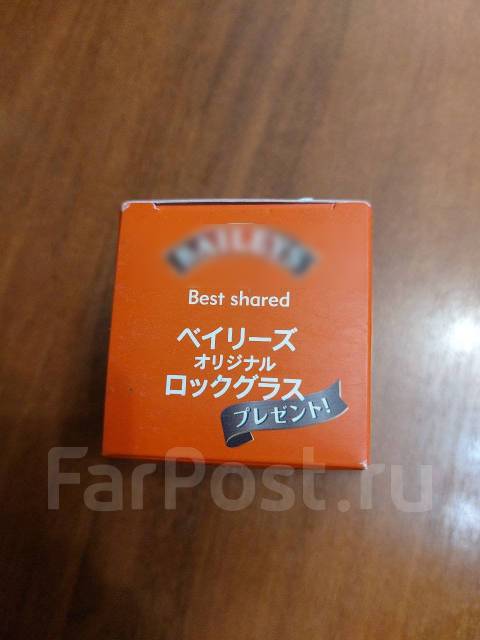 BAILEYS
Best shared
ベイリーズ
オリジナル
ロックグラス
プレゼント!
FarPost.ru